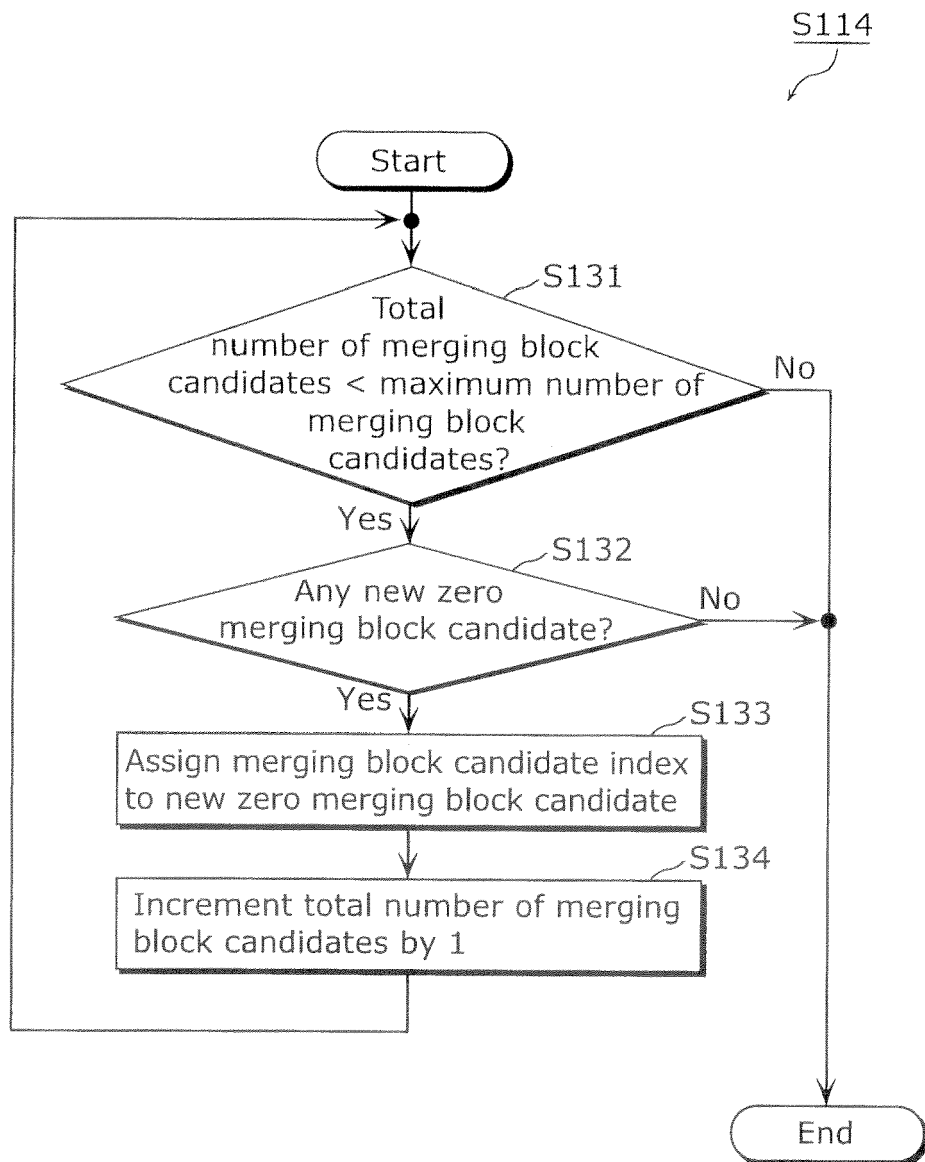 S114
Start
S131
Total
number of merging block
candidates < maximum number of
merging block
candidates?
No
Yes
S132
Any new zero
merging block candidate?
No
Yes
S133
Assign merging block candidate index
to new zero merging block candidate
S134
Increment total number of merging
block candidates by 1
End